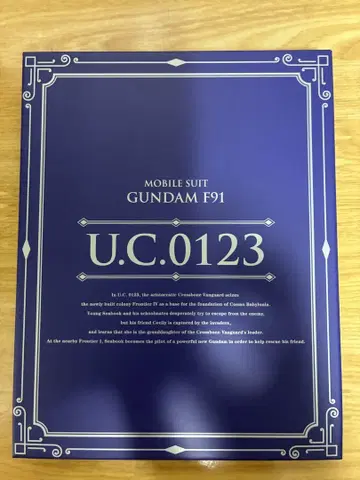 MOBILE SUIT
GUNDAM F91
U.C.0123
In U.C. 0123, the aristocratic Crossbone Vanguard seizes
the newly built colony Frontier IV as a base for the foundation of Cosmo Babylonia.
Young Seabook and his schoolmates desperately try to escape from the enemy,
but his friend Cecily is captured by the invaders,
and learns that she is the granddaughter of the Crossbone Vanguard's leader.
At the nearby Frontier I, Seabook becomes the pilot of a powerful new Gundam in order to help rescue his friend.